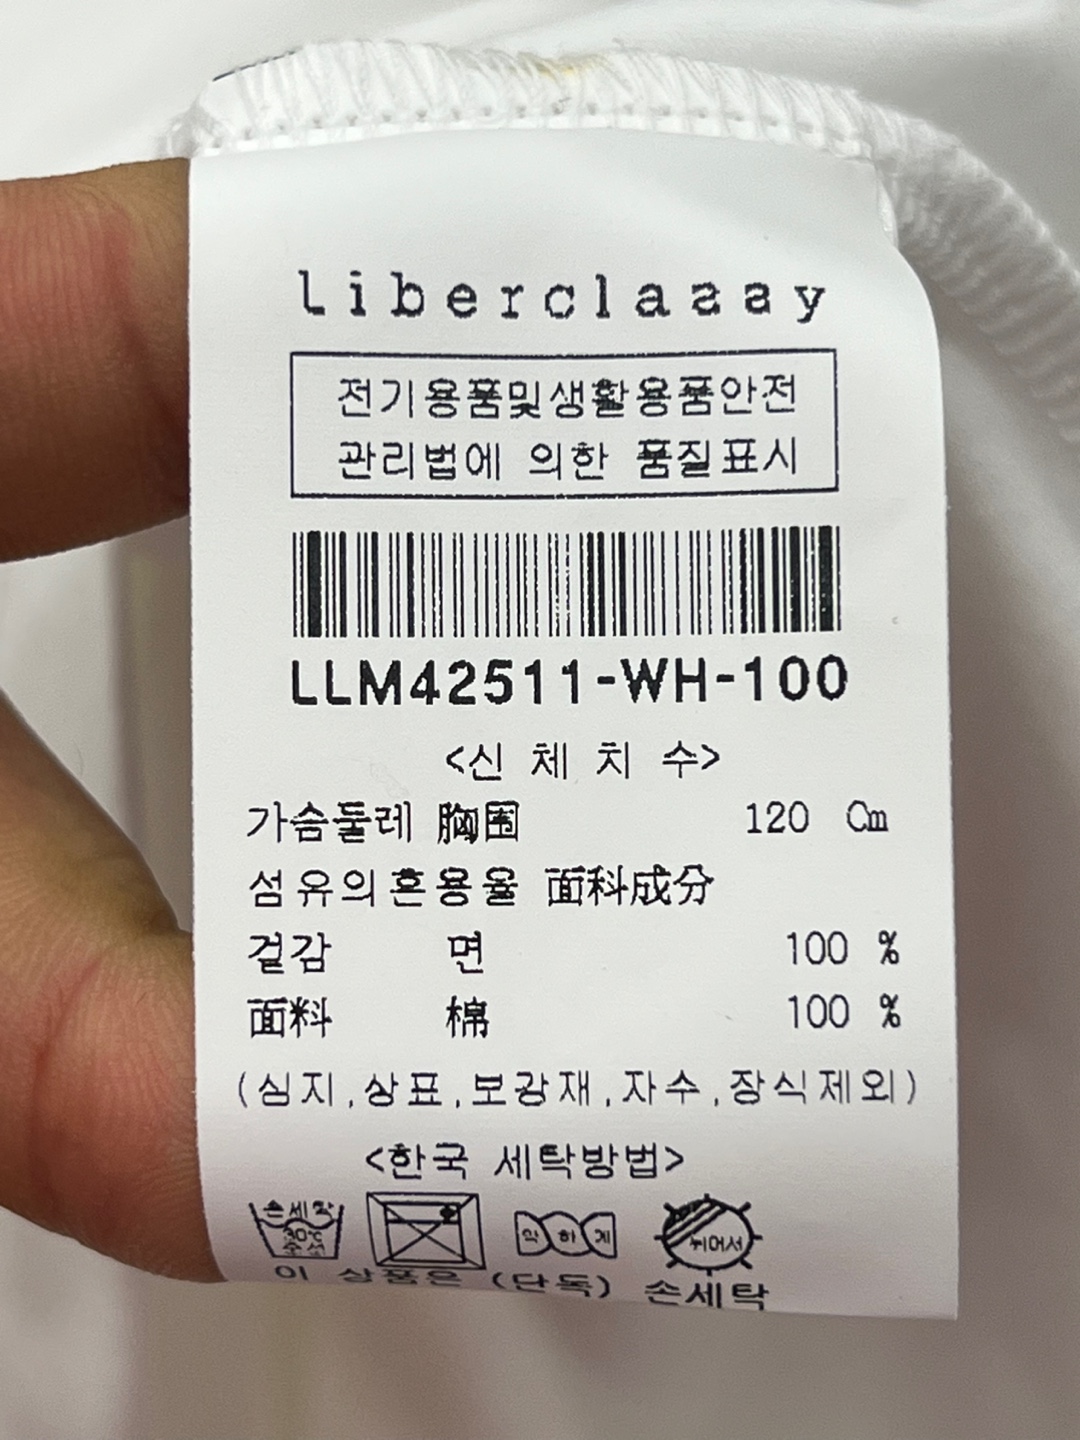 Liberclassy
전기용품및생활용품안전
관리법에 의한 품질표시
LLM42511-WH-100
<신 체 치 수>
가슴둘레 胸围 120 Cm
섬유의혼용율 面料成分
겉감 면 100 %
面料 棉 100 %
(심지,상표,보강재,자수,장식제외)
<한국 세탁방법>
손세탁 30℃ 중성
약하게
뉘어서
이 상품은 (단독) 손세탁